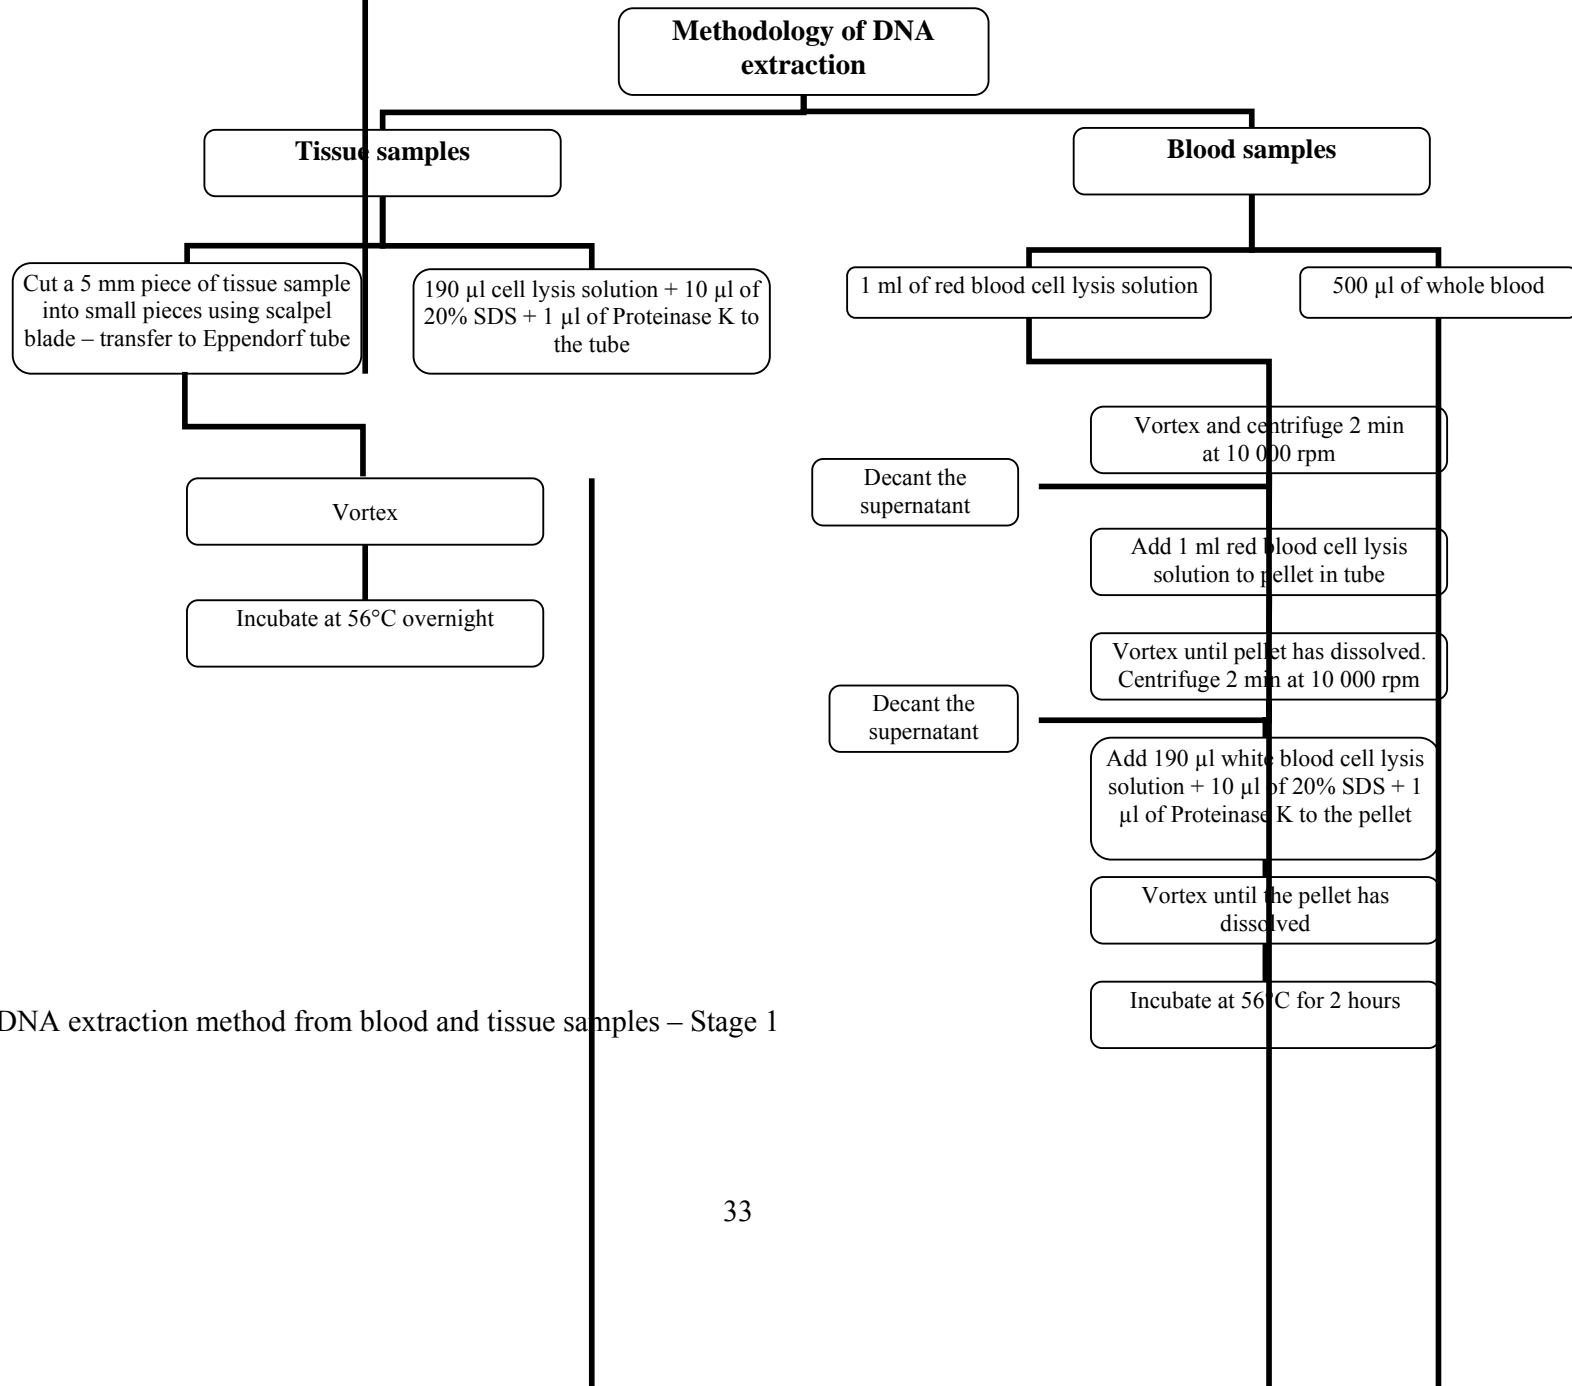 Methodology of DNA
extraction
Tissue samples
Blood samples
Cut a 5 mm piece of tissue sample
into small pieces using scalpel
blade – transfer to Eppendorf tube
190 µl cell lysis solution + 10 µl of
20% SDS + 1 µl of Proteinase K to
the tube
1 ml of red blood cell lysis solution
500 µl of whole blood
Vortex
Incubate at 56°C overnight
Vortex and centrifuge 2 min
at 10 000 rpm
Decant the
supernatant
Add 1 ml red blood cell lysis
solution to pellet in tube
Vortex until pellet has dissolved.
Centrifuge 2 min at 10 000 rpm
Decant the
supernatant
Add 190 µl white blood cell lysis
solution + 10 µl of 20% SDS + 1
µl of Proteinase K to the pellet
Vortex until the pellet has
dissolved
Incubate at 56°C for 2 hours
DNA extraction method from blood and tissue samples – Stage 1
33